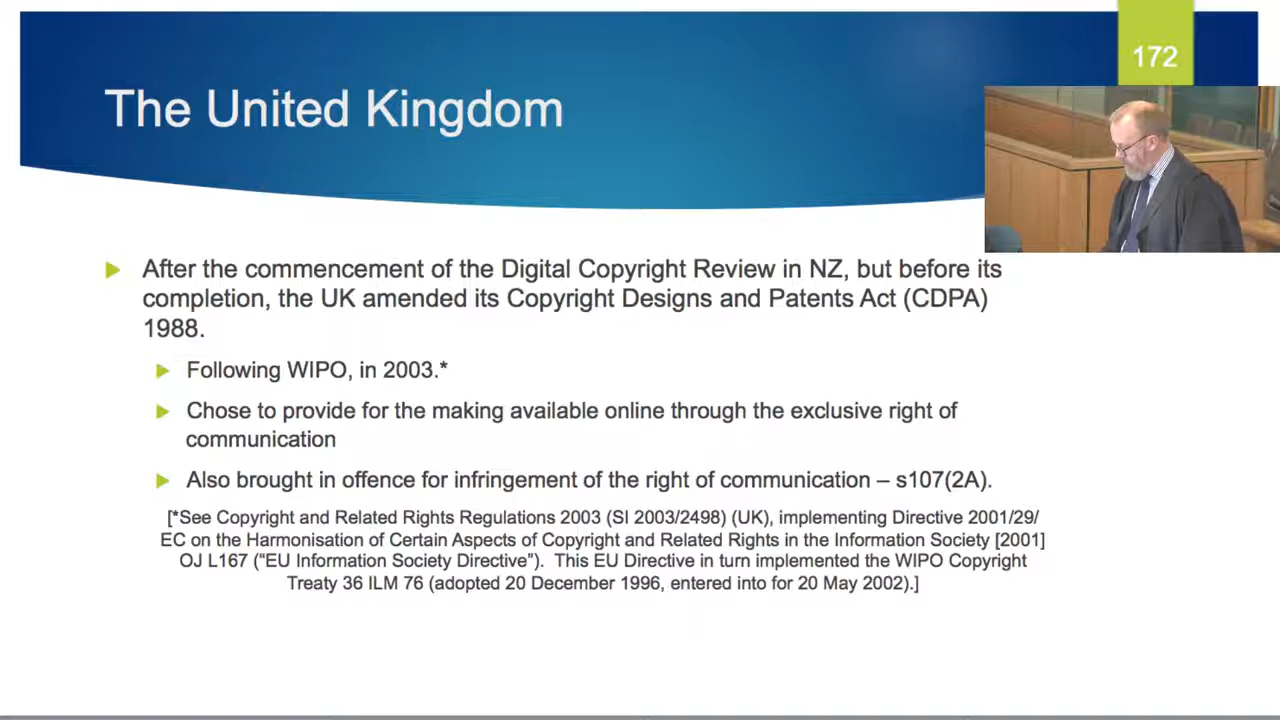 172
The United Kingdom
After the commencement of the Digital Copyright Review in NZ, but before its
completion, the UK amended its Copyright Designs and Patents Act (CDPA)
1988.
Following WIPO, in 2003.*
Chose to provide for the making available online through the exclusive right of
communication
Also brought in offence for infringement of the right of communication – s107(2A).
[*See Copyright and Related Rights Regulations 2003 (SI 2003/2498) (UK), implementing Directive 2001/29/
EC on the Harmonisation of Certain Aspects of Copyright and Related Rights in the Information Society [2001]
OJ L167 ("EU Information Society Directive").  This EU Directive in turn implemented the WIPO Copyright
Treaty 36 ILM 76 (adopted 20 December 1996, entered into for 20 May 2002).]